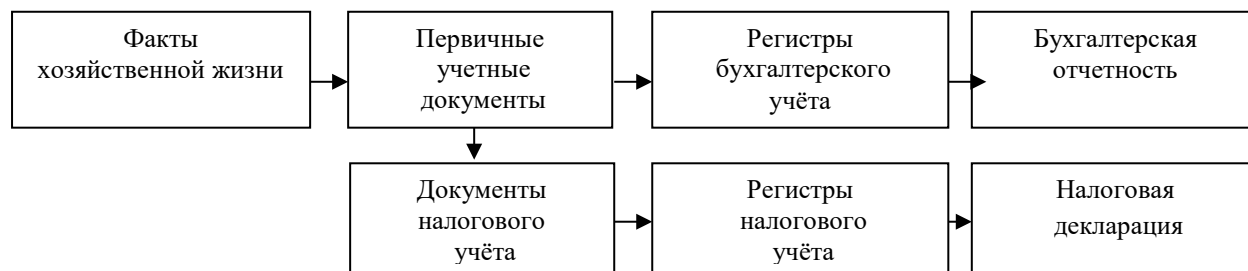 Факты
хозяйственной жизни
Первичные
учетные
документы
Регистры
бухгалтерского
учёта
Бухгалтерская
отчетность
Документы
налогового
учёта
Регистры
налогового
учёта
Налоговая
декларация